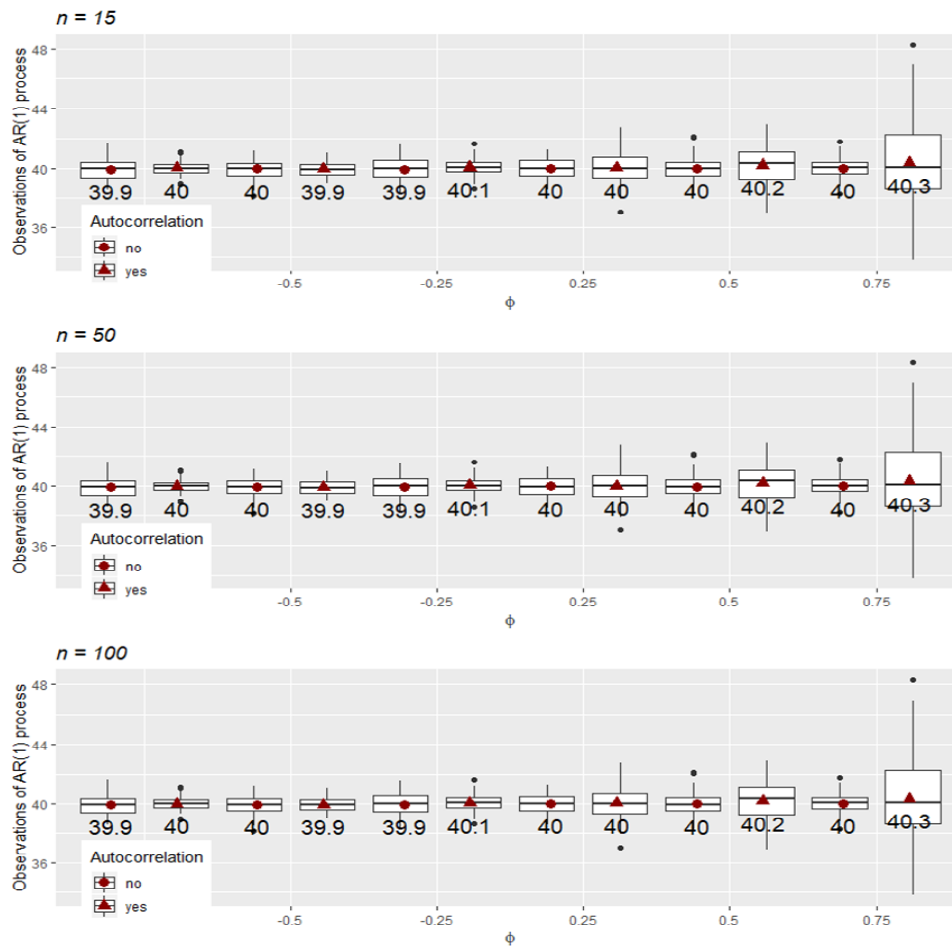 n = 15
Observations of AR(1) process
48
44
40
36
39.9 40 40 39.9 39.9 40.1 40 40 40 40.2 40 40.3
Autocorrelation
no
yes
-0.5 -0.25 0.25 0.5 0.75
ϕ
n = 50
Observations of AR(1) process
48
44
40
36
39.9 40 40 39.9 39.9 40.1 40 40 40 40.2 40 40.3
Autocorrelation
no
yes
-0.5 -0.25 0.25 0.5 0.75
ϕ
n = 100
Observations of AR(1) process
48
44
40
36
39.9 40 40 39.9 39.9 40.1 40 40 40 40.2 40 40.3
Autocorrelation
no
yes
-0.5 -0.25 0.25 0.5 0.75
ϕ